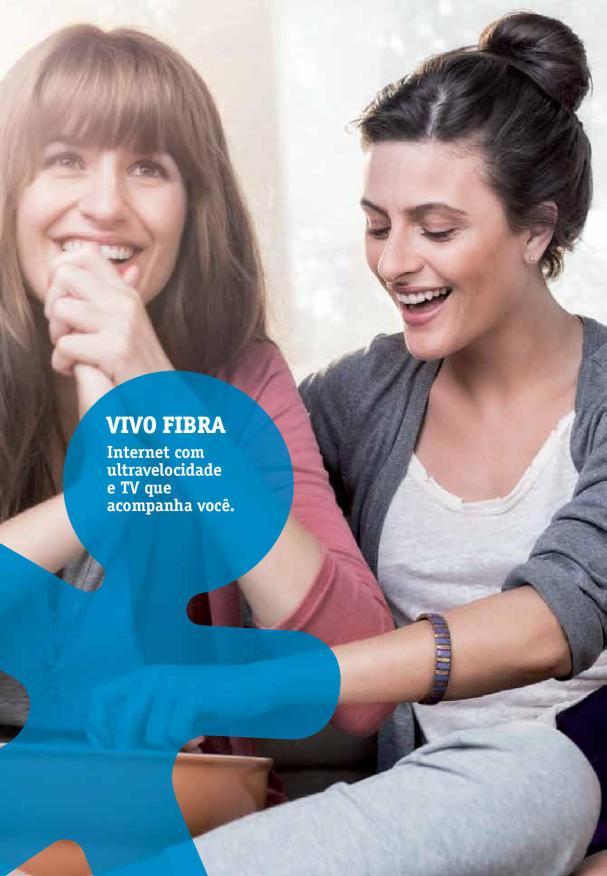 VIVO FIBRA
Internet com
ultravelocidade
e TV que
acompanha você.